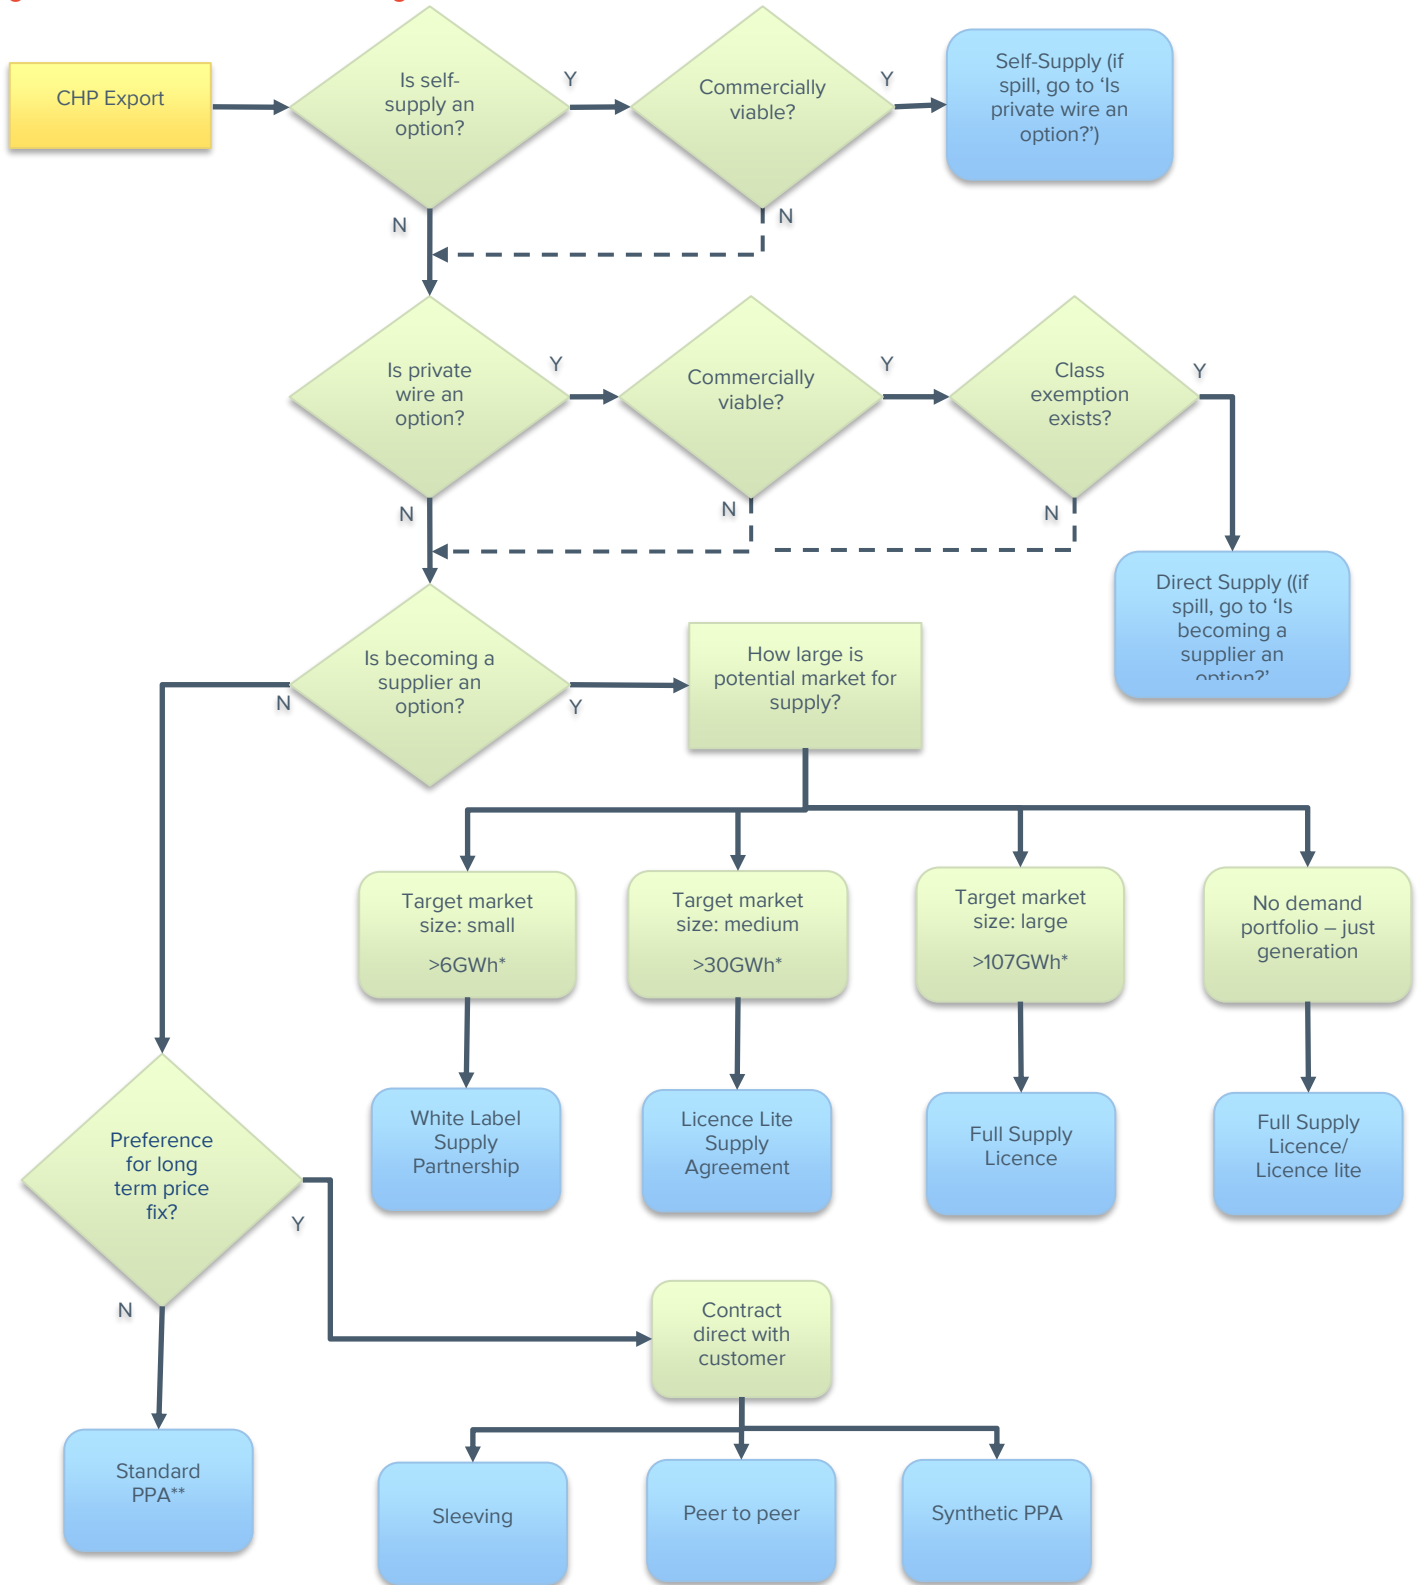 CHP Export
Is self-
supply an
option?
Y
Commercially
viable?
Y
Self-Supply (if
spill, go to ‘Is
private wire an
option?’)
N
N
Is private
wire an
option?
Y
Commercially
viable?
Y
Class
exemption
exists?
Y
N
N
N
Direct Supply ((if
spill, go to ‘Is
becoming a
supplier an
option?’
Is becoming a
supplier an
option?
N
Y
How large is
potential market for
supply?
Target market
size: small
>6GWh*
Target market
size: medium
>30GWh*
Target market
size: large
>107GWh*
No demand
portfolio – just
generation
White Label
Supply
Partnership
Licence Lite
Supply
Agreement
Full Supply
Licence
Full Supply
Licence/
Licence lite
Preference
for long
term price
fix?
Y
N
Contract
direct with
customer
Standard
PPA**
Sleeving
Peer to peer
Synthetic PPA